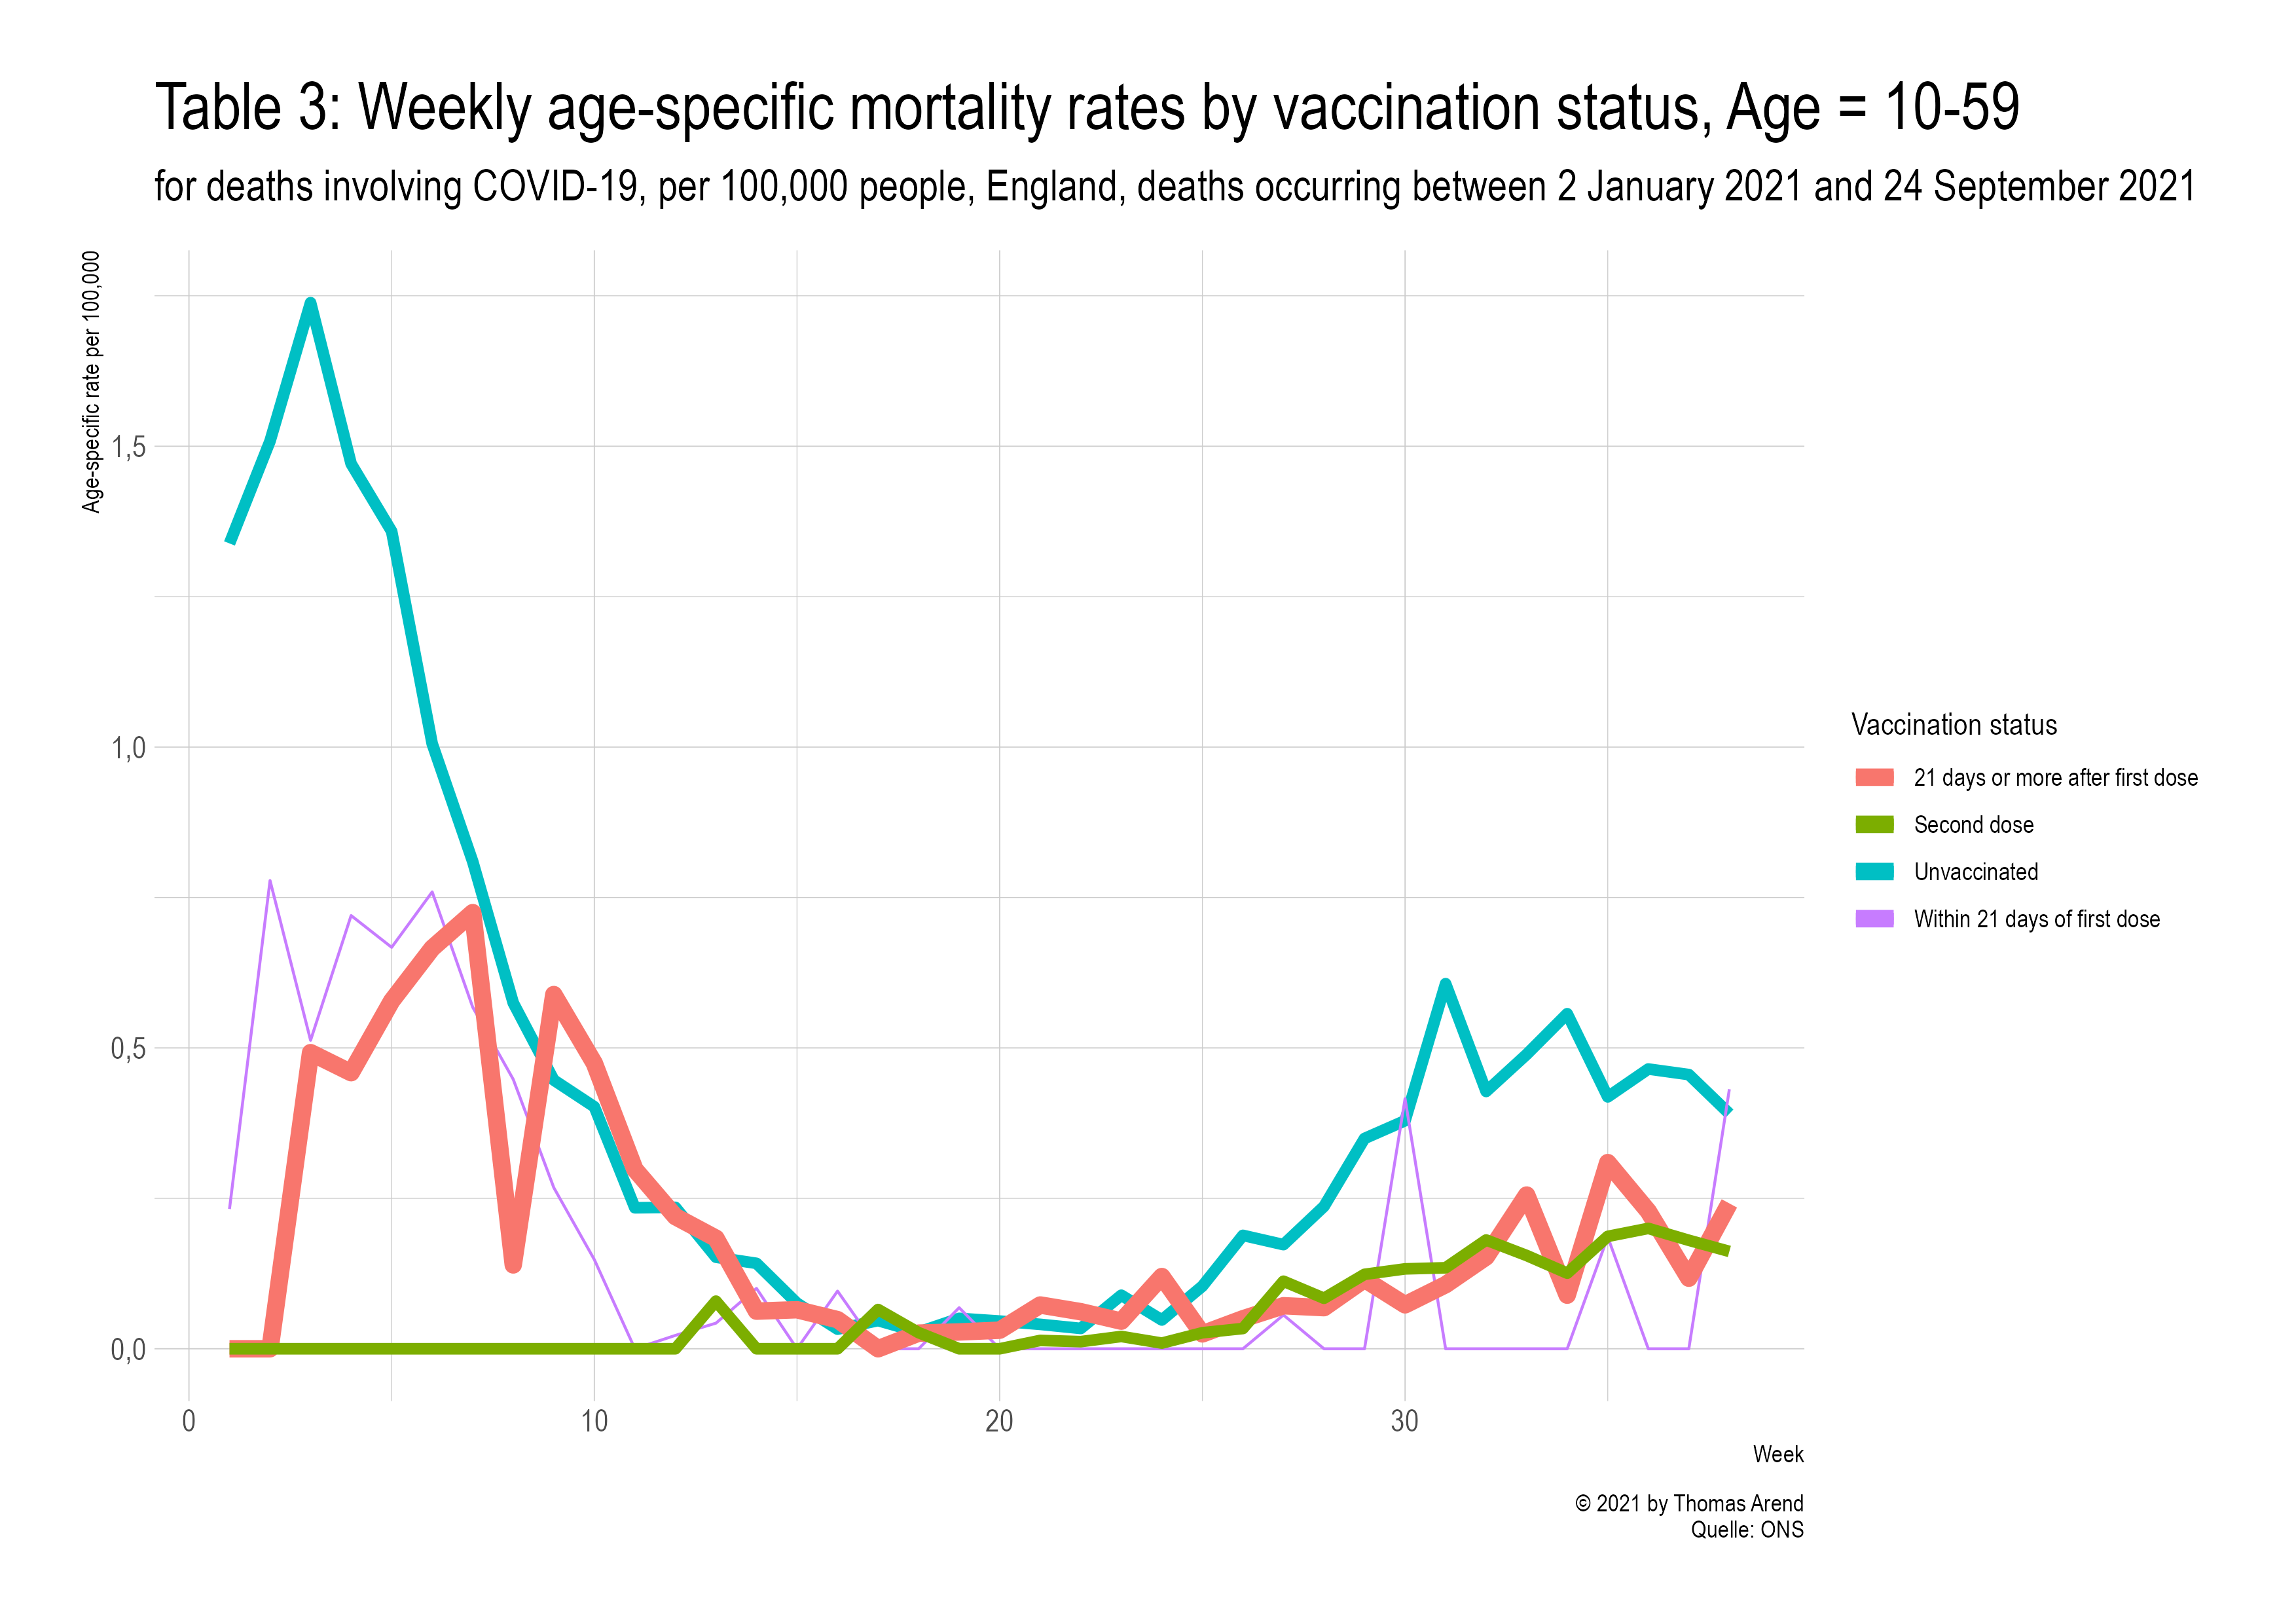 Table 3: Weekly age-specific mortality rates by vaccination status, Age = 10-59
for deaths involving COVID-19, per 100,000 people, England, deaths occurring between 2 January 2021 and 24 September 2021
Age-specific rate per 100,000
1,5
1,0
0,5
0,0
0
10
20
30
Week
Vaccination status
21 days or more after first dose
Second dose
Unvaccinated
Within 21 days of first dose
© 2021 by Thomas Arend
Quelle: ONS